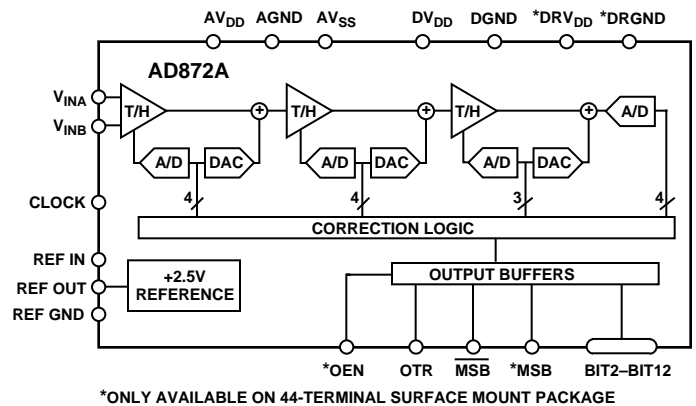 AVDD AGND AVSS DVDD DGND *DRVDD *DRGND
AD872A
VINA
VINB
T/H + T/H + T/H + A/D
A/D DAC A/D DAC A/D DAC
4 4 3 4
CLOCK
CORRECTION LOGIC
REF IN
REF OUT
REF GND
+2.5V
REFERENCE
OUTPUT BUFFERS
*OEN OTR M̅S̅B̅ *MSB BIT2–BIT12
*ONLY AVAILABLE ON 44-TERMINAL SURFACE MOUNT PACKAGE